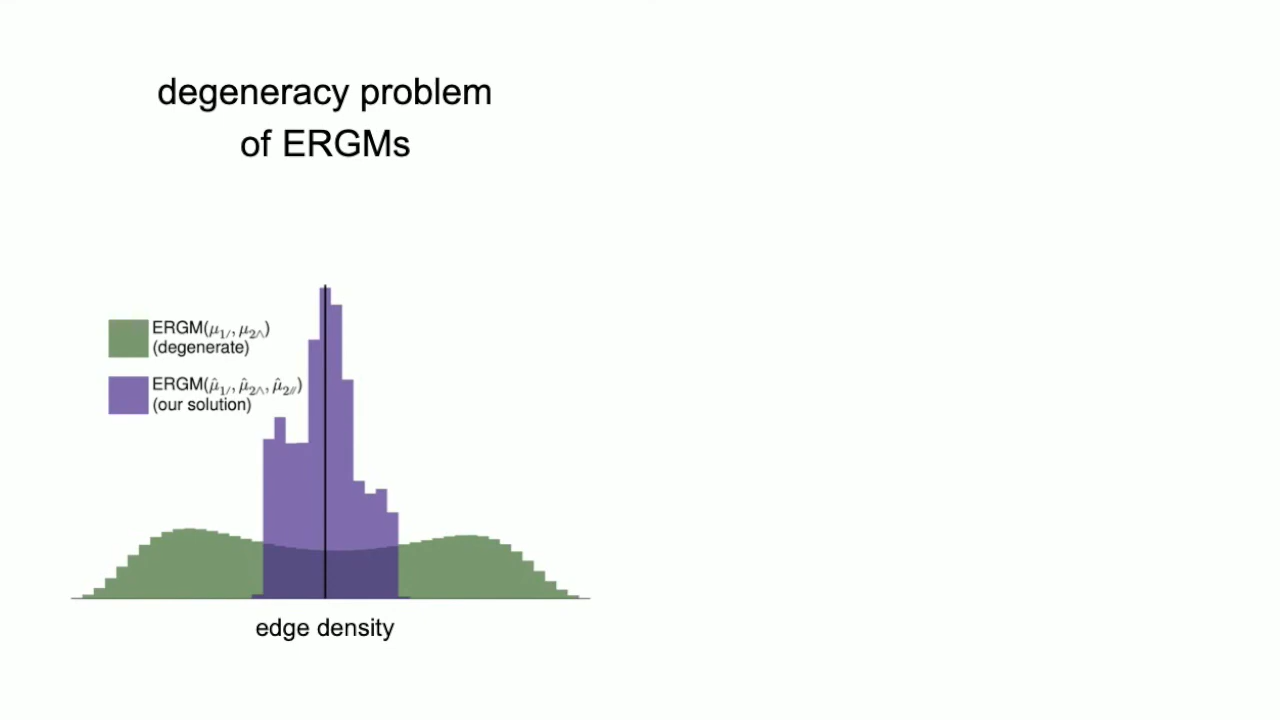 degeneracy problem
of ERGMs
ERGM(μ₁/, μ₂∧)
(degenerate)
ERGM(μ̂₁/, μ̂₂∧, μ̂₂//)
(our solution)
edge density